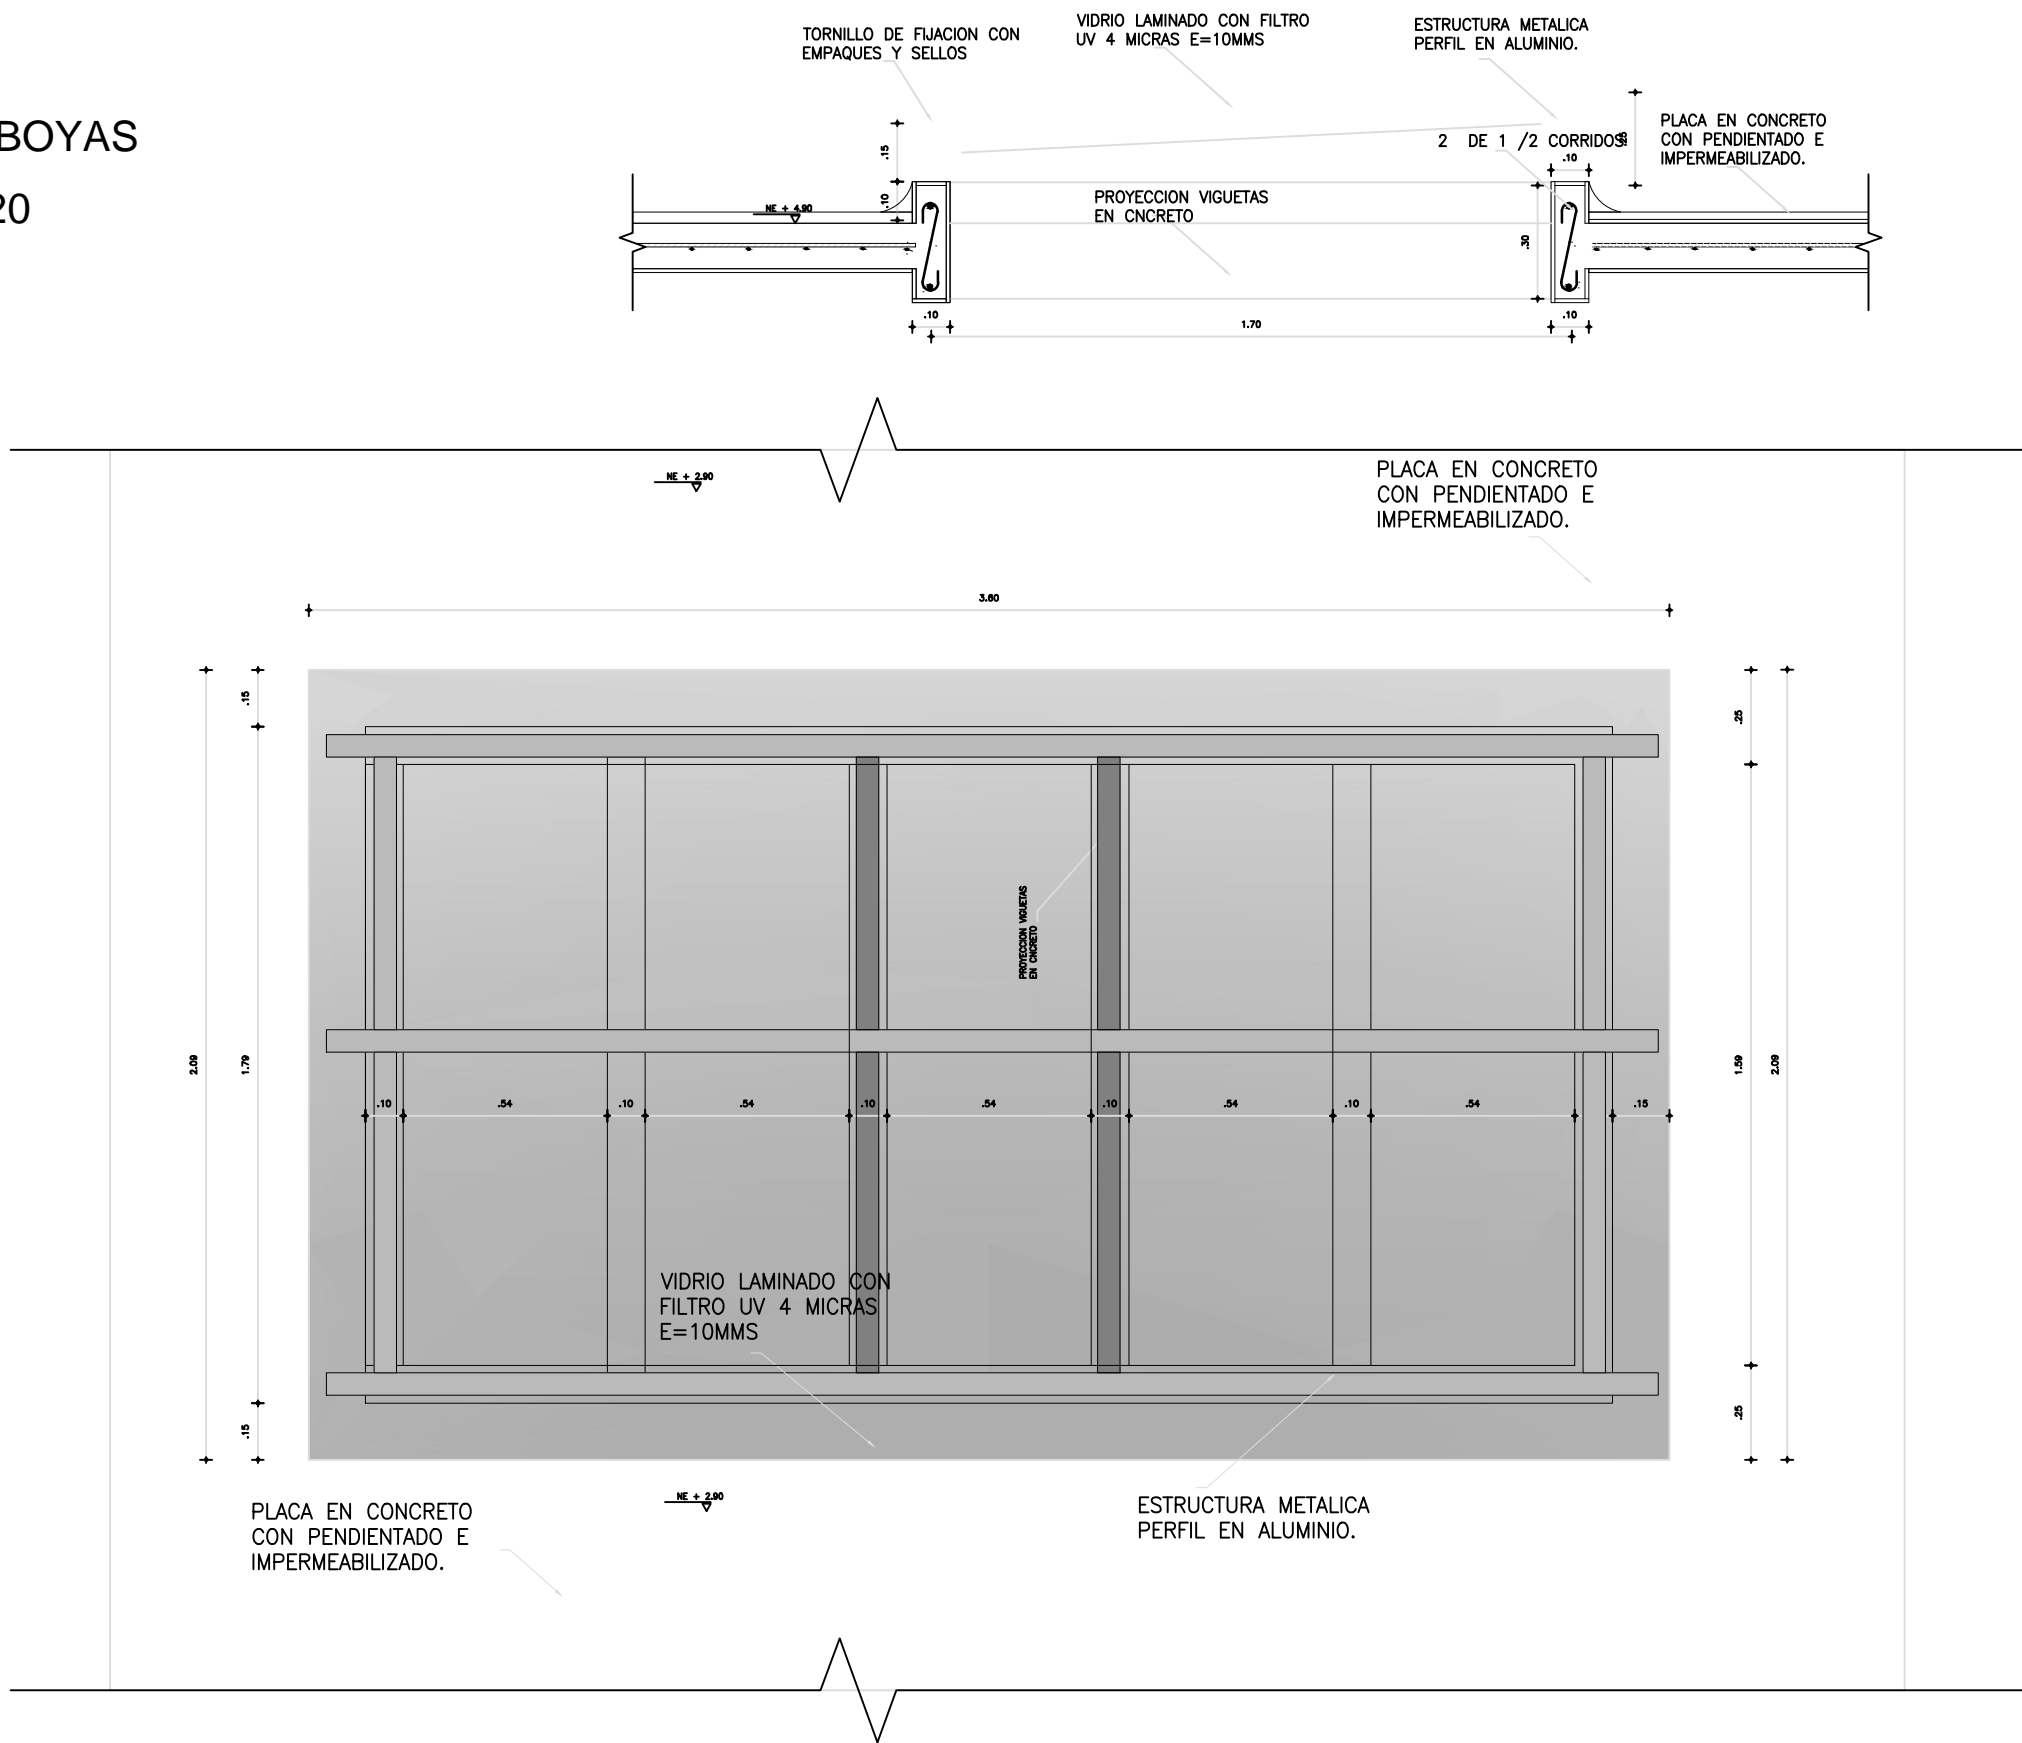 TORNILLO DE FIJACION CON
EMPAQUES Y SELLOS
VIDRIO LAMINADO CON FILTRO
UV 4 MICRAS E=10MMS
ESTRUCTURA METALICA
PERFIL EN ALUMINIO.
BOYAS
20
2 DE 1 /2 CORRIDOS
.25
PLACA EN CONCRETO
CON PENDIENTADO E
IMPERMEABILIZADO.
.15
.10
.10
NE + 4.90
PROYECCION VIGUETAS
EN CNCRETO
.30
.10
1.70
.10
NE + 2.90
PLACA EN CONCRETO
CON PENDIENTADO E
IMPERMEABILIZADO.
3.60
.15
.25
PROYECCION VIGUETAS
EN CNCRETO
2.09
1.79
1.59
2.09
.10
.54
.10
.54
.10
.54
.10
.54
.10
.54
.15
VIDRIO LAMINADO CON
FILTRO UV 4 MICRAS
E=10MMS
.15
.25
NE + 2.90
PLACA EN CONCRETO
CON PENDIENTADO E
IMPERMEABILIZADO.
ESTRUCTURA METALICA
PERFIL EN ALUMINIO.